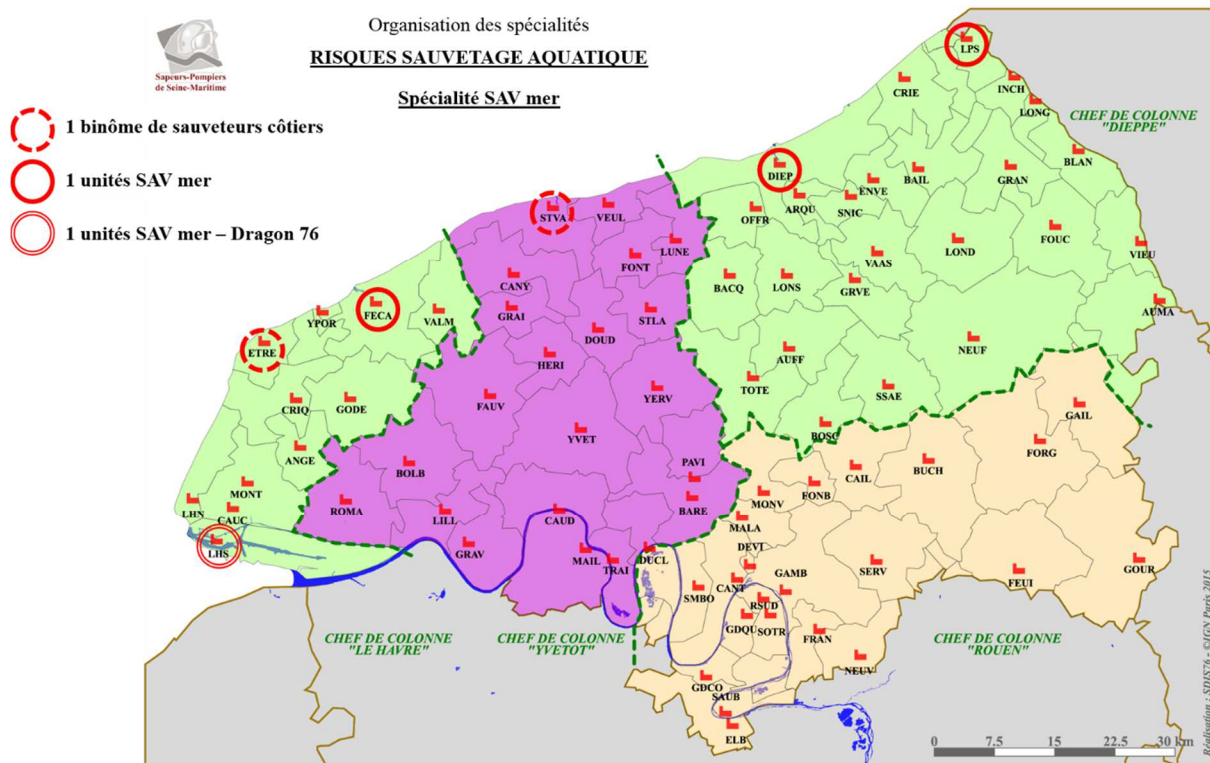 Organisation des spécialités
RISQUES SAUVETAGE AQUATIQUE
Spécialité SAV mer
Sapeurs-Pompiers
de Seine-Maritime
1 binôme de sauveteurs côtiers
1 unités SAV mer
1 unités SAV mer – Dragon 76
LPS
CRIE
INCH
LONG
CHEF DE COLONNE
"DIEPPE"
BLAN
DIEP
ENVE
BAIL
GRAN
OFFR
ARQU
SNIC
STVA
VEUL
LUNE
FONT
VAAS
LOND
FOUC
VIEU
CANY
BACQ
LONS
GRVE
AUMA
GRAI
STLA
DOUD
YPOR
FECA
VALM
ETRE
HERI
AUFF
NEUF
TOTE
SSAE
CRIQ
GODE
FAUV
YERV
GAIL
YVET
BOSC
FORG
ANGE
BOLB
PAVI
CAIL
BUCH
MONT
LHN
CAUC
ROMA
LILL
CAUD
BARE
MONV
FONB
MALA
LHS
GRAV
MAIL
TRAI
DUCL
DEVI
CANT
GAMB
SERV
FEUI
GOUR
SMBO
RSUD
GDQU
SOTR
FRAN
NEUV
CHEF DE COLONNE
"LE HAVRE"
CHEF DE COLONNE
"YVETOT"
CHEF DE COLONNE
"ROUEN"
GDCO
SAUB
ELB
0 7.5 15 22.5 30 km
Réalisation : SDIS76 - ©IGN Paris 2015